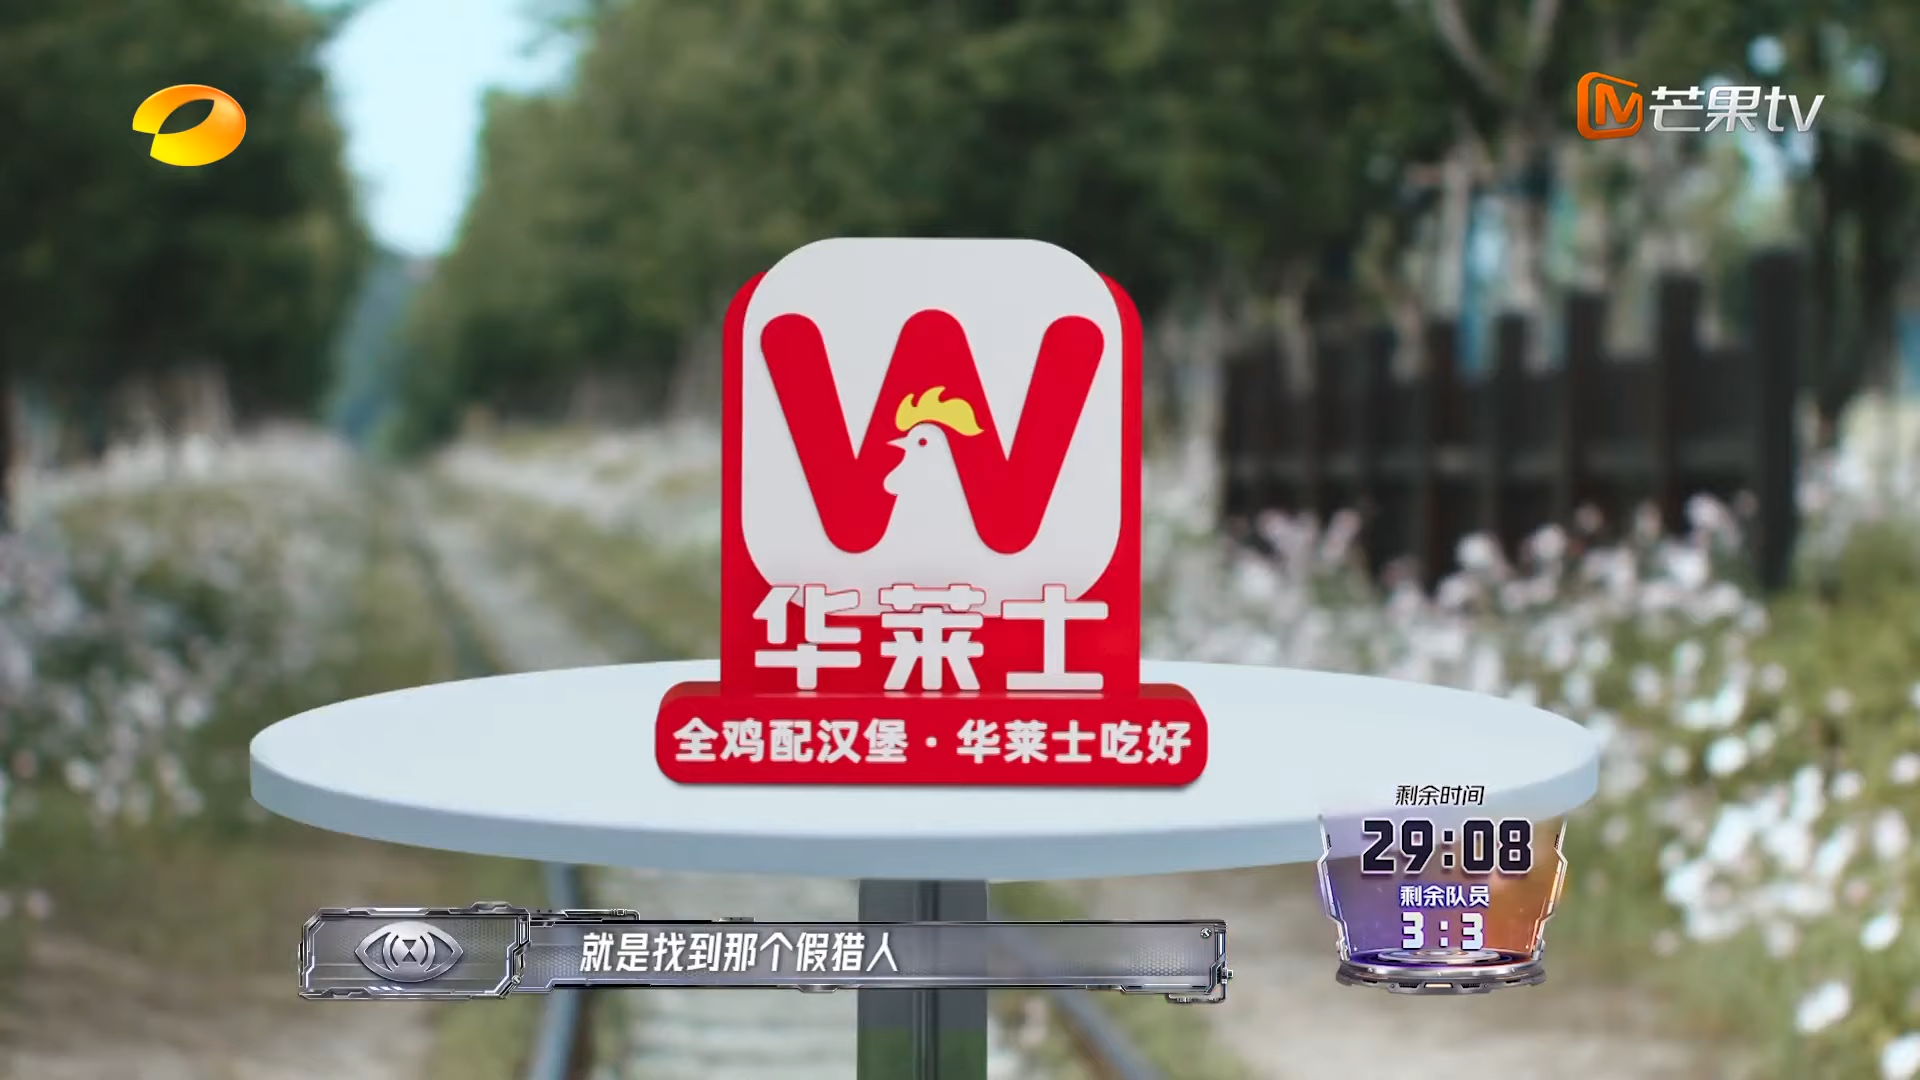 芒果tv
W
华莱士
全鸡配汉堡·华莱士吃好
剩余时间
29:08
剩余队员
3:3
就是找到那个假猎人